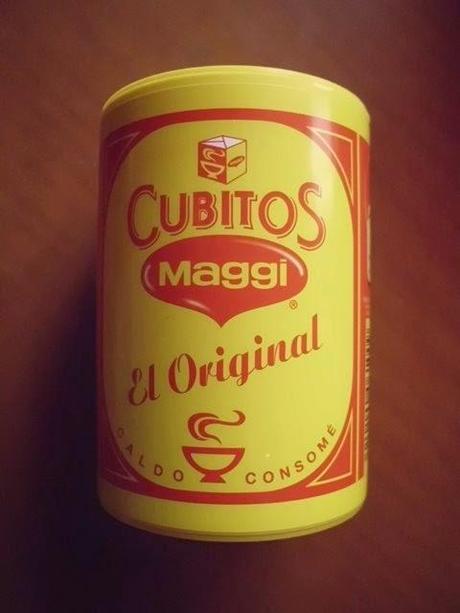 CUBITOS
Maggi®
El Original
CALDO CONSOMÉ